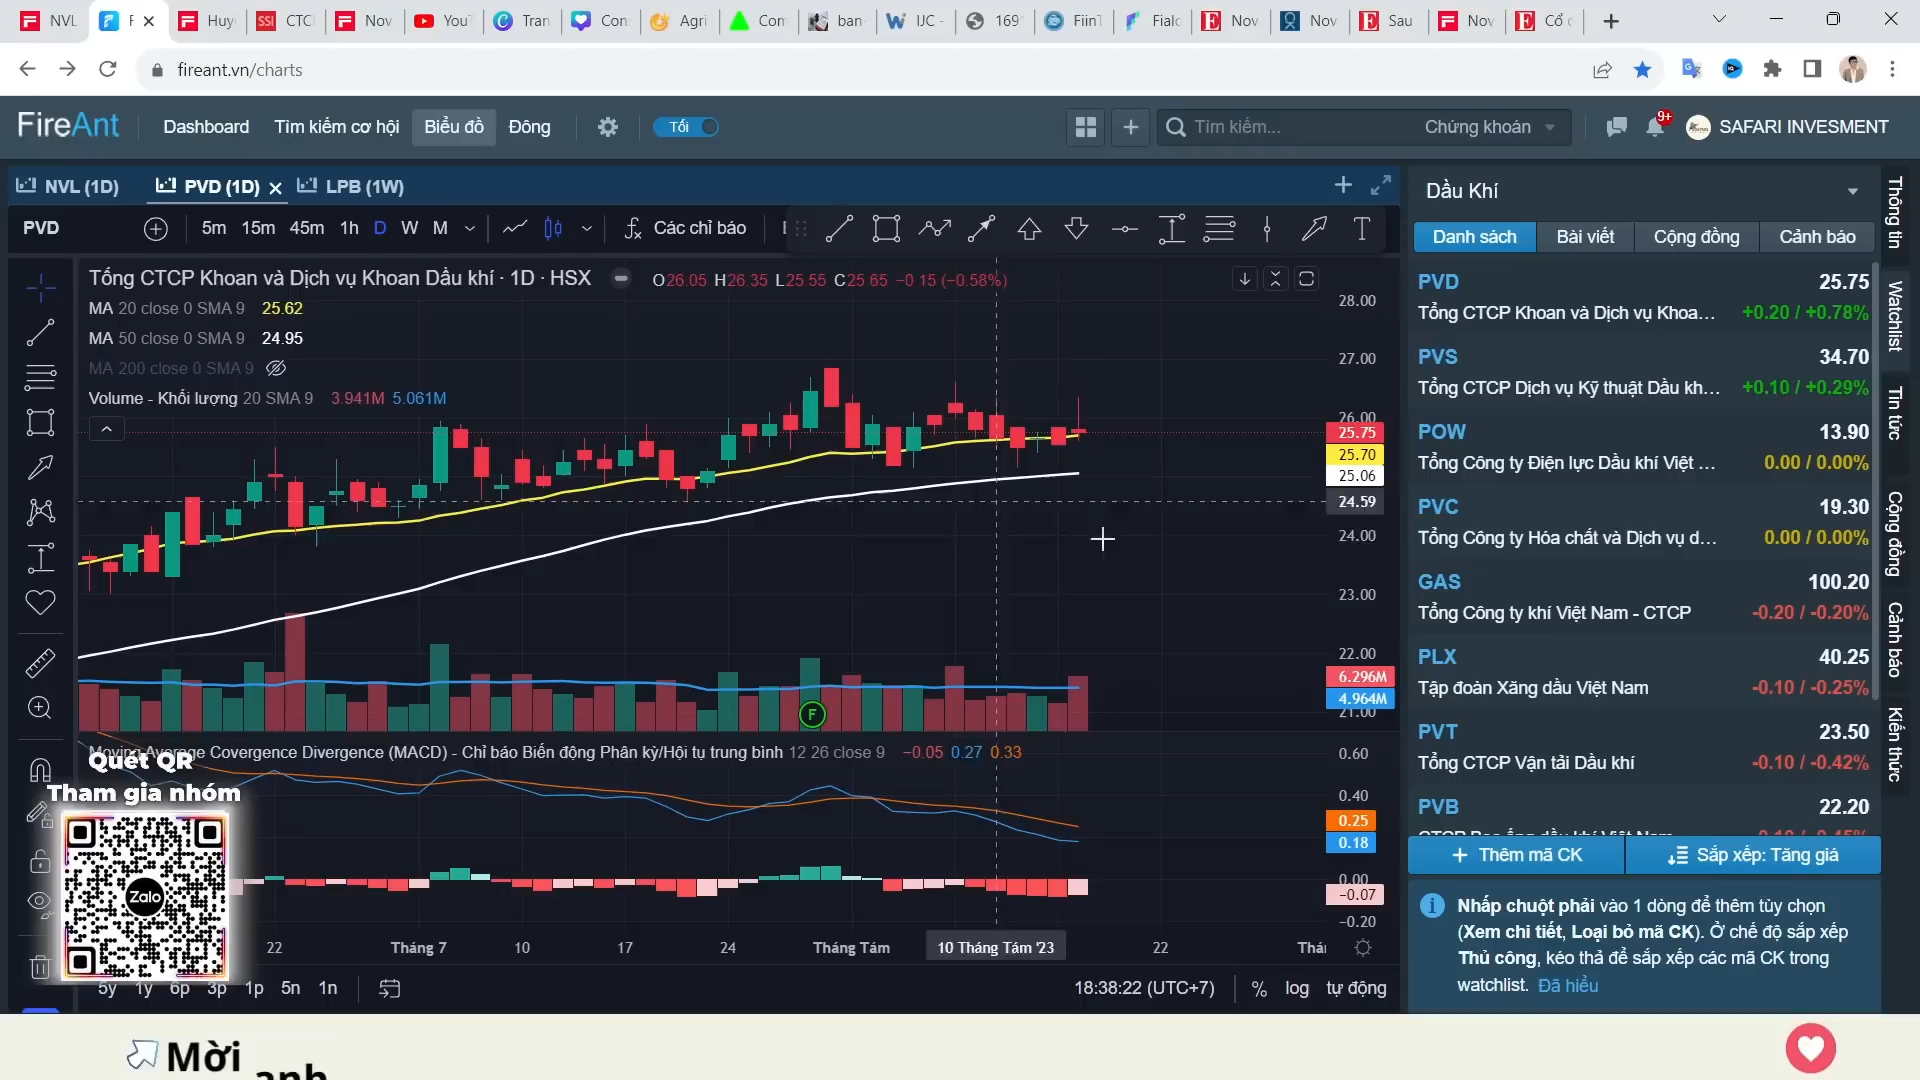 NVL
F
Huy
SSI CTC
Nov
YouT
Tran
Con
Agri
Com
ban
IJC -
169
FiinT
Fialo
Nov
Nov
Sau
Nov
Cổ
fireant.vn/charts
FireAnt
Dashboard
Tìm kiếm cơ hội
Biểu đồ
Đông
Tối
Tìm kiếm...
Chứng khoán
9+
SAFARI INVESMENT
NVL (1D)
PVD (1D)
LPB (1W)
PVD
5m
15m
45m
1h
D
W
M
Các chỉ báo
Tổng CTCP Khoan và Dịch vụ Khoan Dầu khí · 1D · HSX
O26.05 H26.35 L25.55 C25.65 −0.15 (−0.58%)
MA 20 close 0 SMA 9 25.62
MA 50 close 0 SMA 9 24.95
MA 200 close 0 SMA 9
Volume - Khối lượng 20 SMA 9 3.941M 5.061M
28.00
27.00
26.00
25.75
25.70
25.06
24.59
24.00
23.00
22.00
6.296M
4.964M
21.00
F
Moving Average Covergence Divergence (MACD) - Chỉ báo Biến động Phân kỳ/Hội tụ trung bình 12 26 close 9 −0.05 0.27 0.33
0.60
0.40
0.25
0.18
0.00
−0.07
−0.20
Quét QR
Tham gia nhóm
Zalo
22
Tháng 7
10
17
24
Tháng Tám
10 Tháng Tám '23
22
Thá
5y 1y 6p 3p 1p 5n 1n
18:38:22 (UTC+7)
%
log
tự động
Dầu Khí
Danh sách
Bài viết
Cộng đồng
Cảnh báo
PVD 25.75
Tổng CTCP Khoan và Dịch vụ Khoa... +0.20 / +0.78%
PVS 34.70
Tổng CTCP Dịch vụ Kỹ thuật Dầu kh... +0.10 / +0.29%
POW 13.90
Tổng Công ty Điện lực Dầu khí Việt ... 0.00 / 0.00%
PVC 19.30
Tổng Công ty Hóa chất và Dịch vụ d... 0.00 / 0.00%
GAS 100.20
Tổng Công ty khí Việt Nam - CTCP -0.20 / -0.20%
PLX 40.25
Tập đoàn Xăng dầu Việt Nam -0.10 / -0.25%
PVT 23.50
Tổng CTCP Vận tải Dầu khí -0.10 / -0.42%
PVB 22.20
Thêm mã CK
Sắp xếp: Tăng giá
Nhấp chuột phải vào 1 dòng để thêm tùy chọn
(Xem chi tiết, Loại bỏ mã CK). Ở chế độ sắp xếp
Thủ công, kéo thả để sắp xếp các mã CK trong
watchlist. Đã hiểu
Thông tin
Watchlist
Tin tức
Cộng đồng
Cảnh báo
Kiến thức
Mời
anh